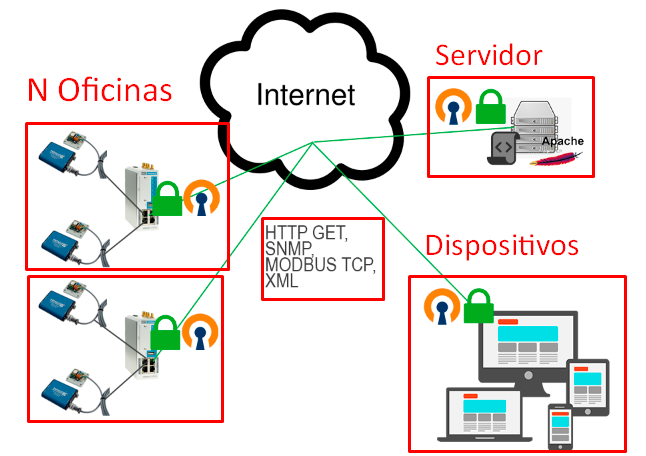 N Oficinas
Internet
Servidor
Apache
HTTP GET,
SNMP,
MODBUS TCP,
XML
Dispositivos